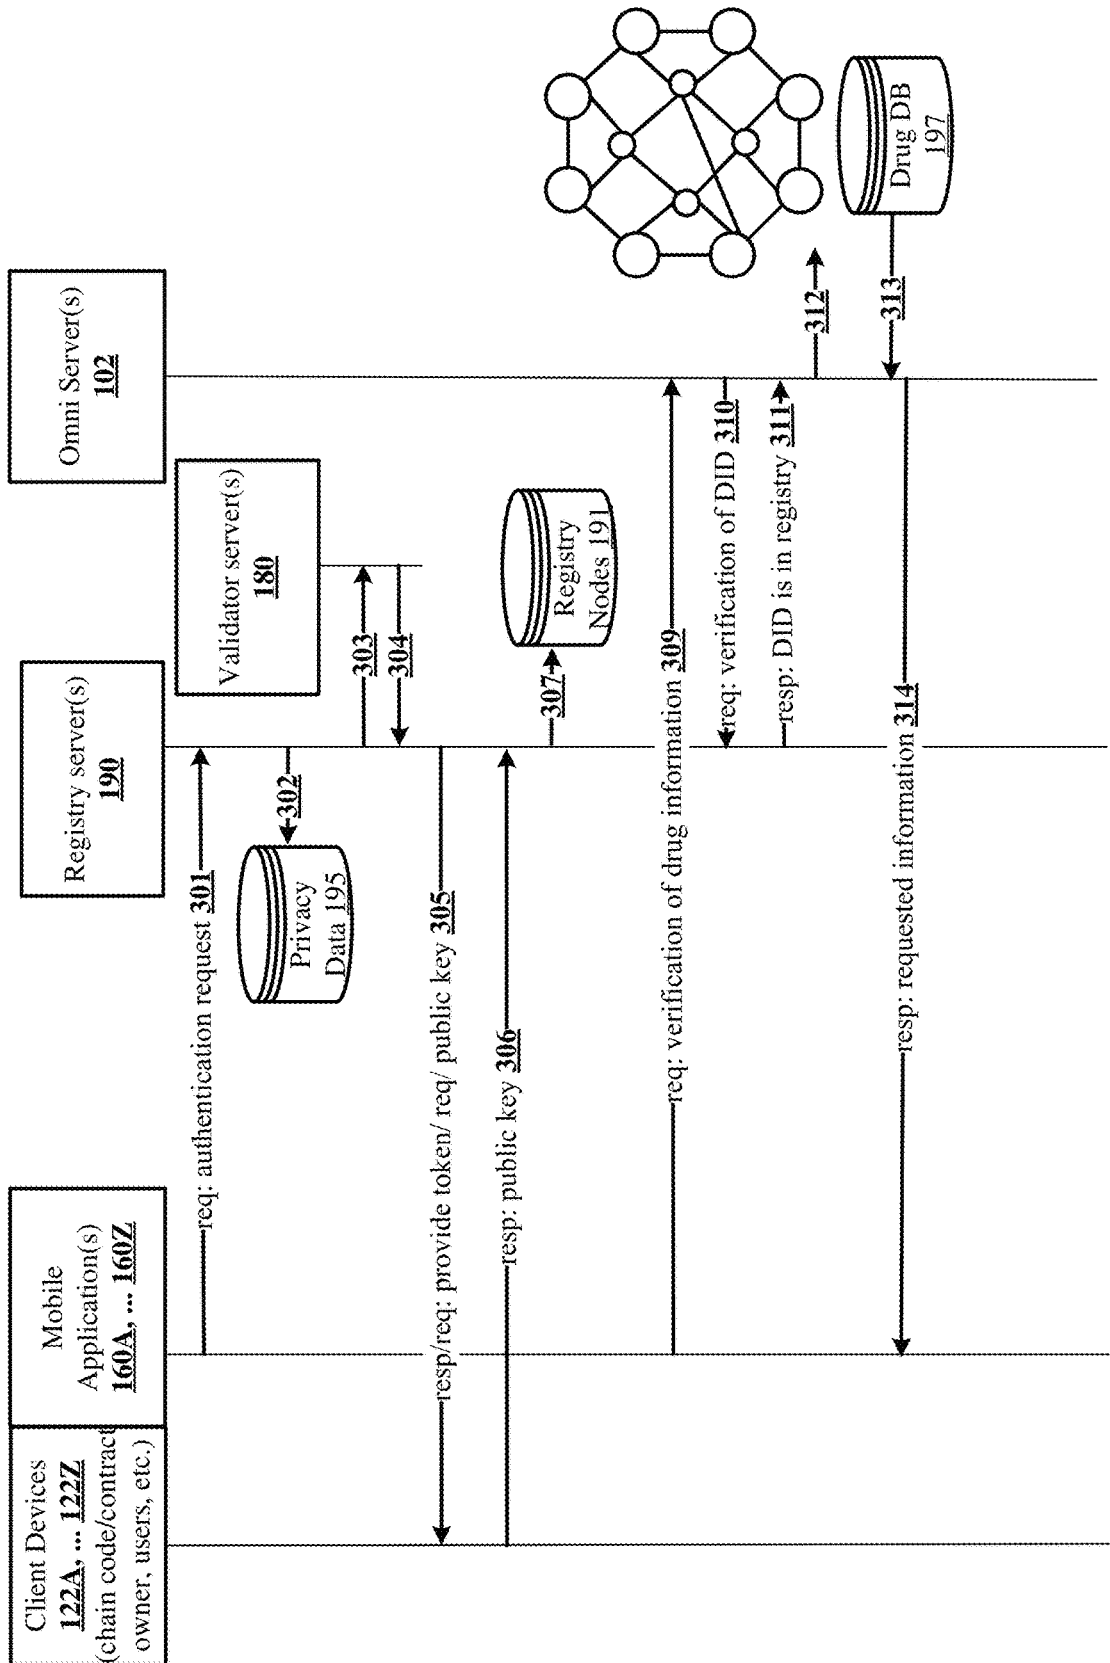 Client Devices
122A, ... 122Z
(chain code/contract
owner, users, etc.)
Mobile
Application(s)
160A, ... 160Z
Registry server(s)
190
Validator server(s)
180
Omni Server(s)
102
req: authentication request 301
302
Privacy
Data 195
303
304
resp/req: provide token/ req/ public key 305
resp: public key 306
307
Registry
Nodes 191
req: verification of drug information 309
req: verification of DID 310
resp: DID is in registry 311
312
313
Drug DB
197
resp: requested information 314